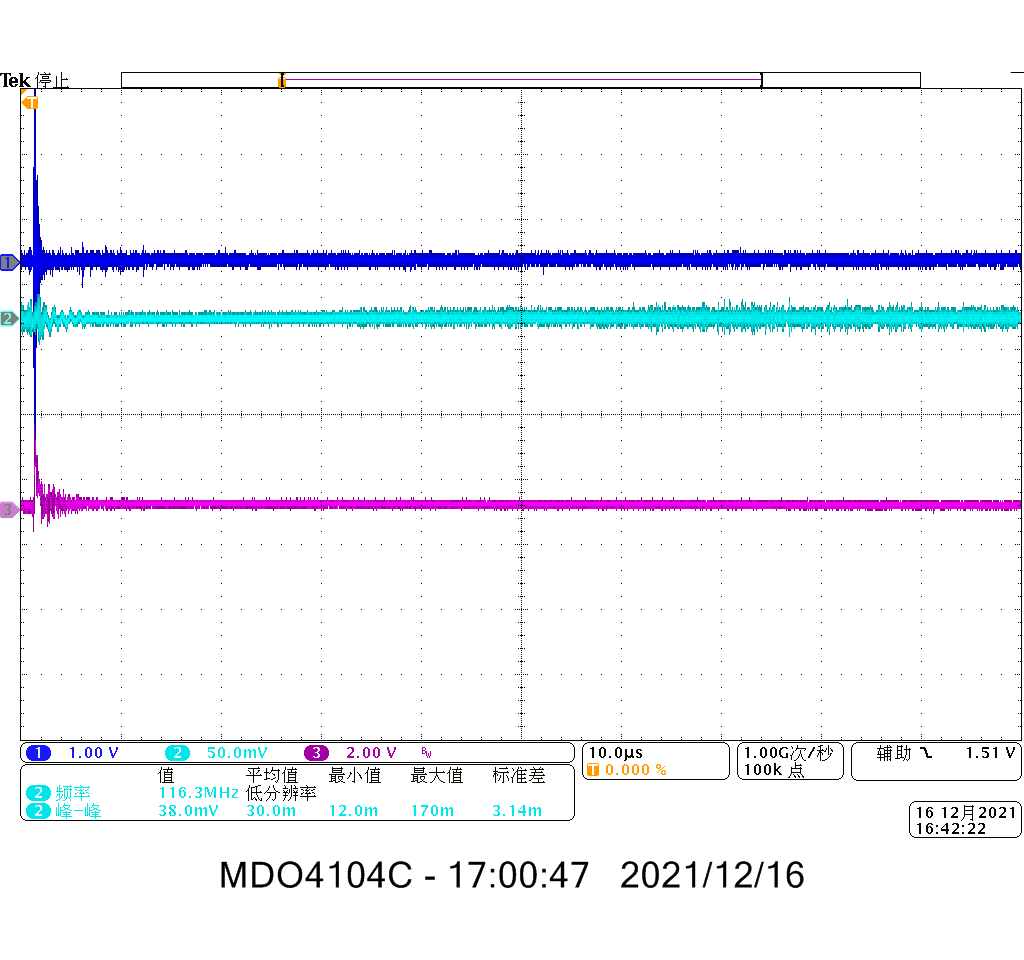 Tek 停止
T
1
2
3
1 1.00 V 2 50.0mV 3 2.00 V BW
10.0µs
T 0.000 %
1.00G次/秒
100k 点
辅助 1.51 V
值 平均值 最小值 最大值 标准差
2 频率 116.3MHz 低分辨率
2 峰-峰 38.0mV 30.0m 12.0m 170m 3.14m
16 12月2021
16:42:22
MDO4104C - 17:00:47 2021/12/16